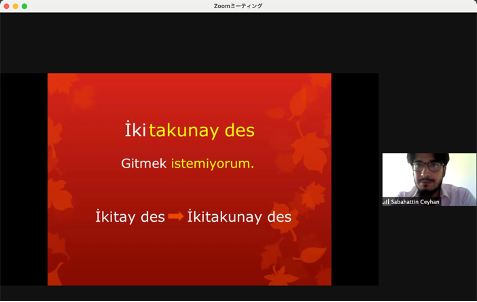 Zoomミーティング
İkitakunay des
Gitmek istemiyorum.
İkitay des İkitakunay des
Sabahattin Ceyhan